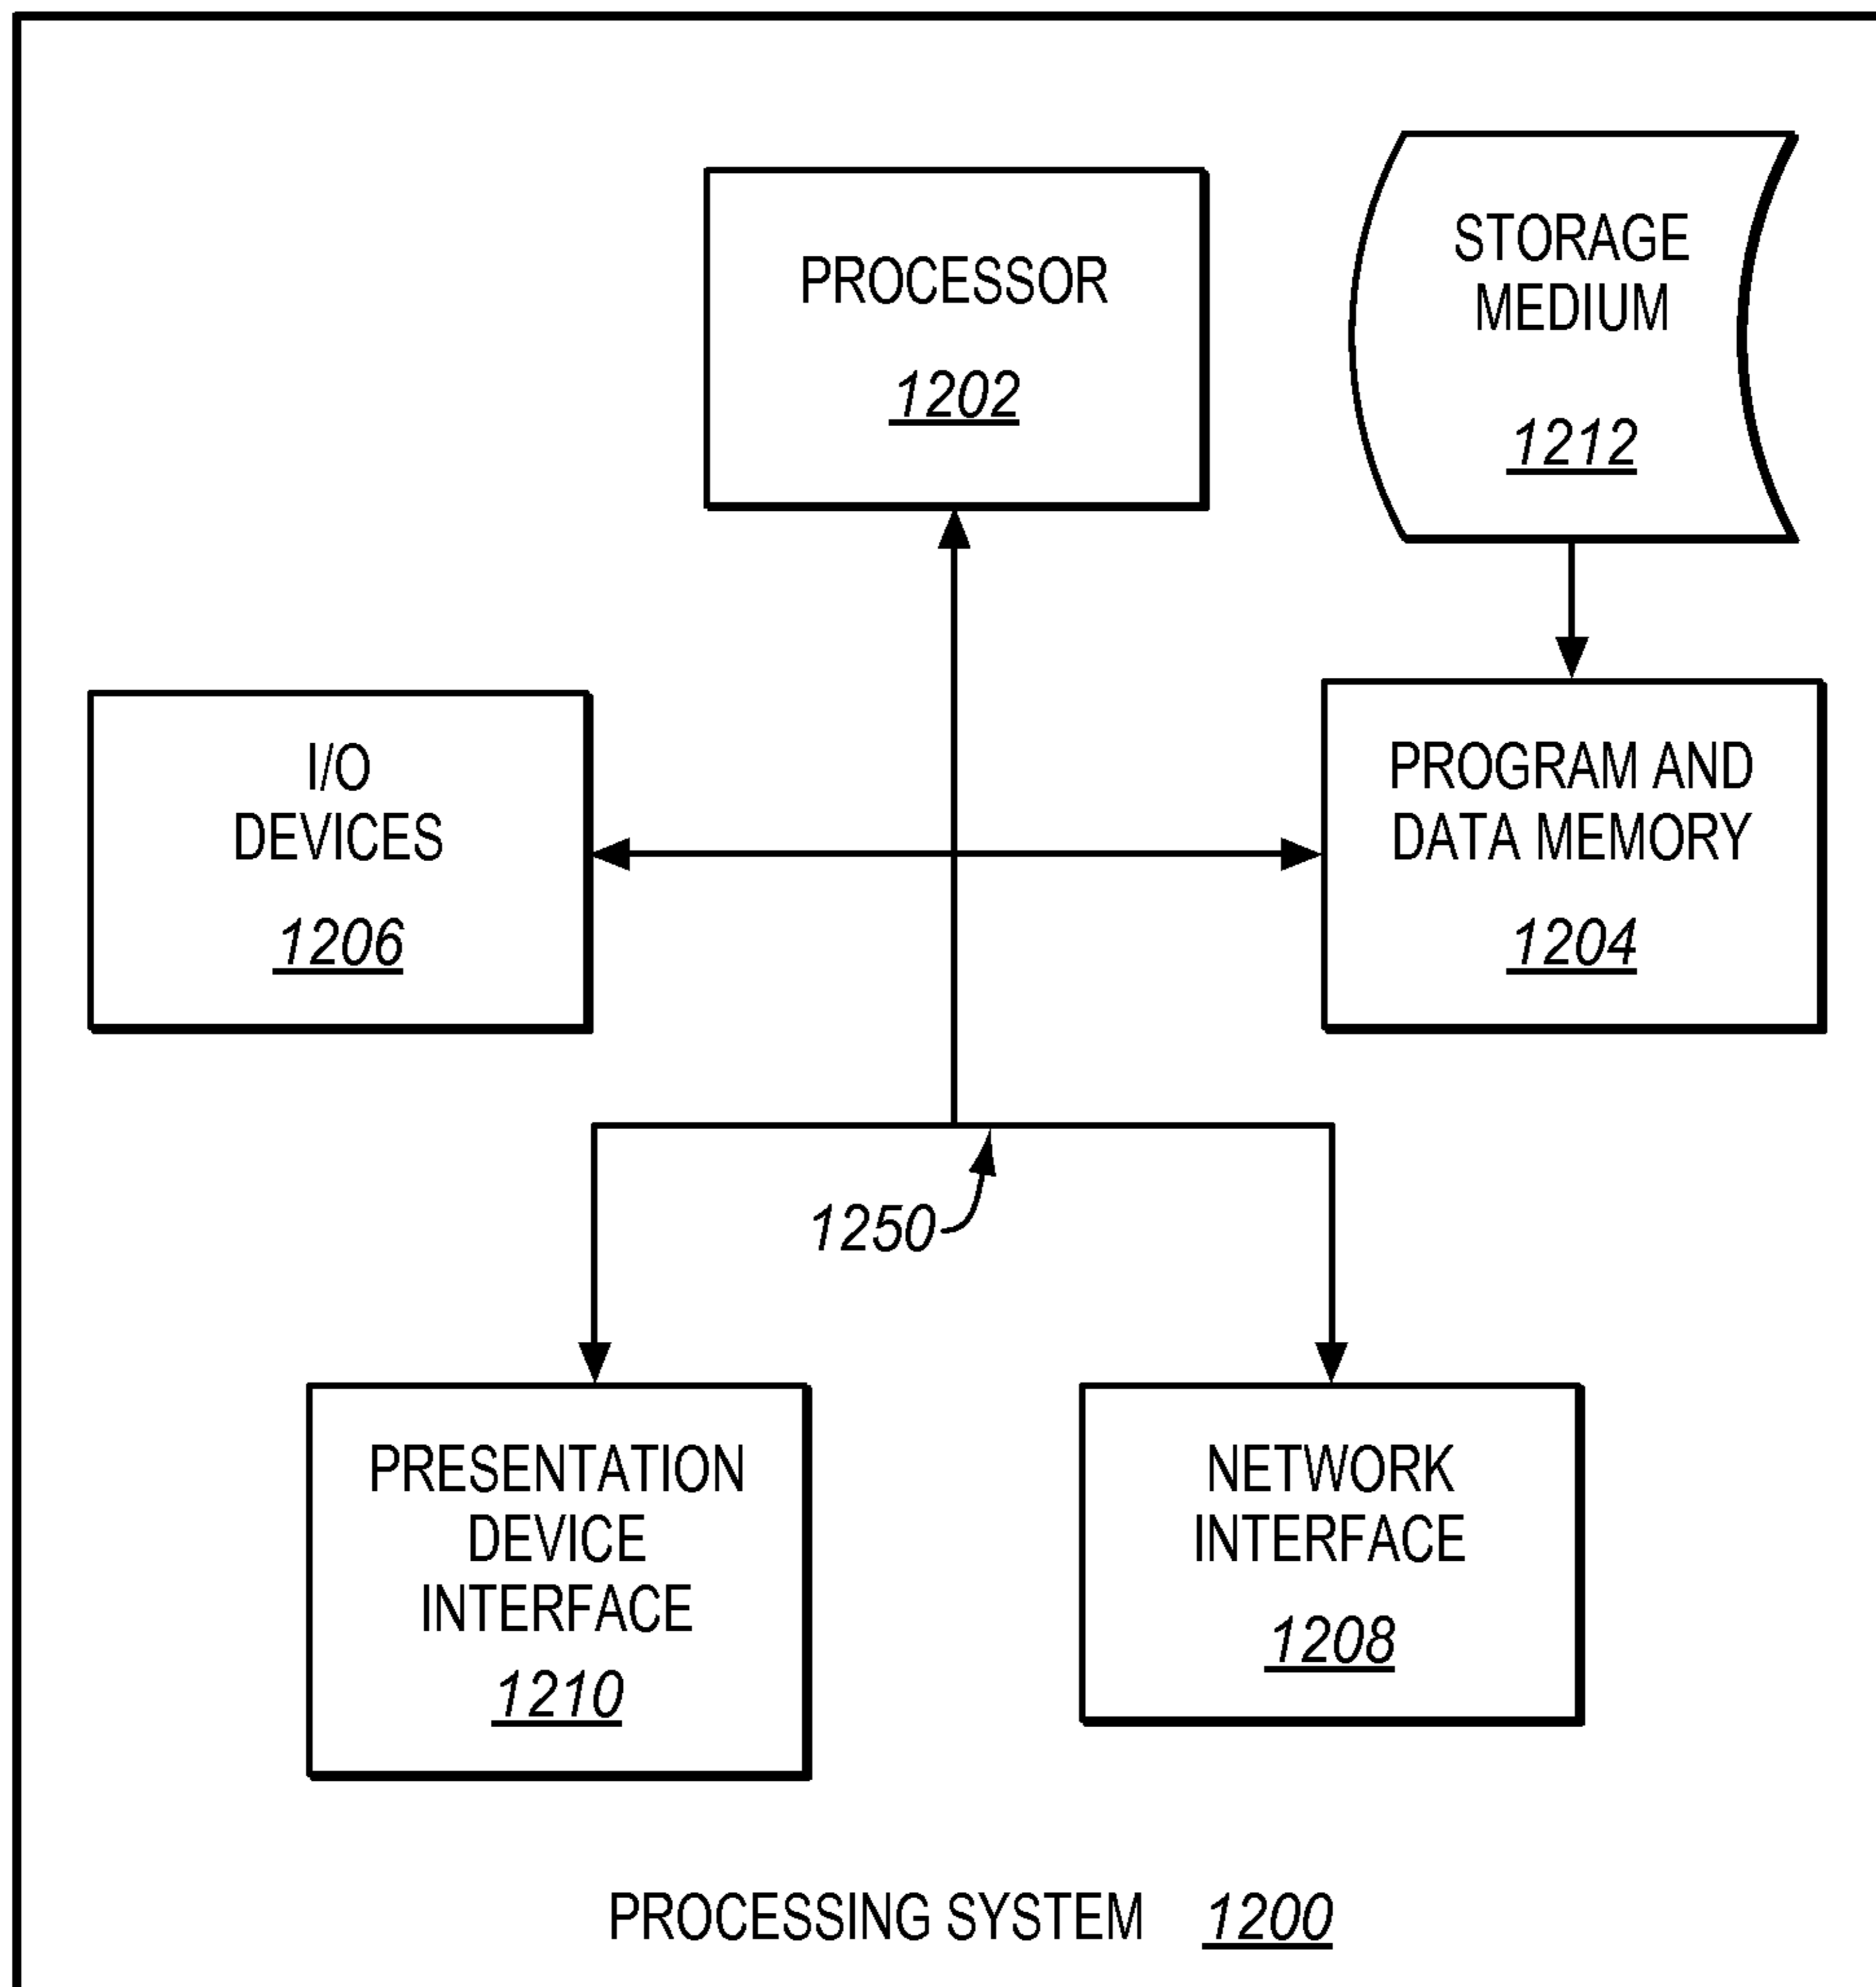 PROCESSOR
1202
STORAGE
MEDIUM
1212
I/O
DEVICES
1206
PROGRAM AND
DATA MEMORY
1204
1250
PRESENTATION
DEVICE
INTERFACE
1210
NETWORK
INTERFACE
1208
PROCESSING SYSTEM 1200